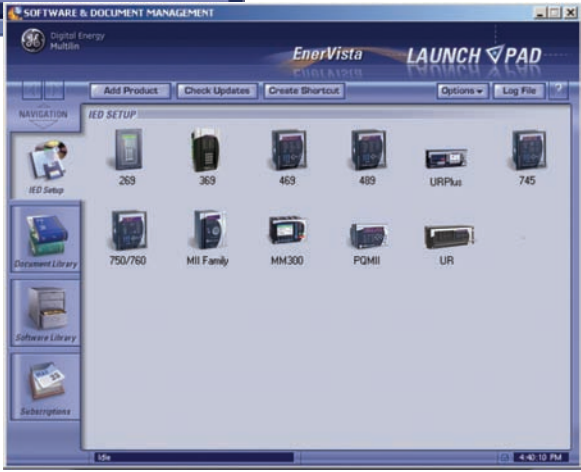 SOFTWARE & DOCUMENT MANAGEMENT
Digital Energy
Multilin
EnerVista LAUNCH PAD
Add Product Check Updates Create Shortcut Options Log File ?
NAVIGATION
IED SETUP
269 369 469 489 URPlus 745
IED Setup
750/760 MII Family MM300 PQMII UR
Document Library
Software Library
Subscriptions
Idle 4:40:10 PM